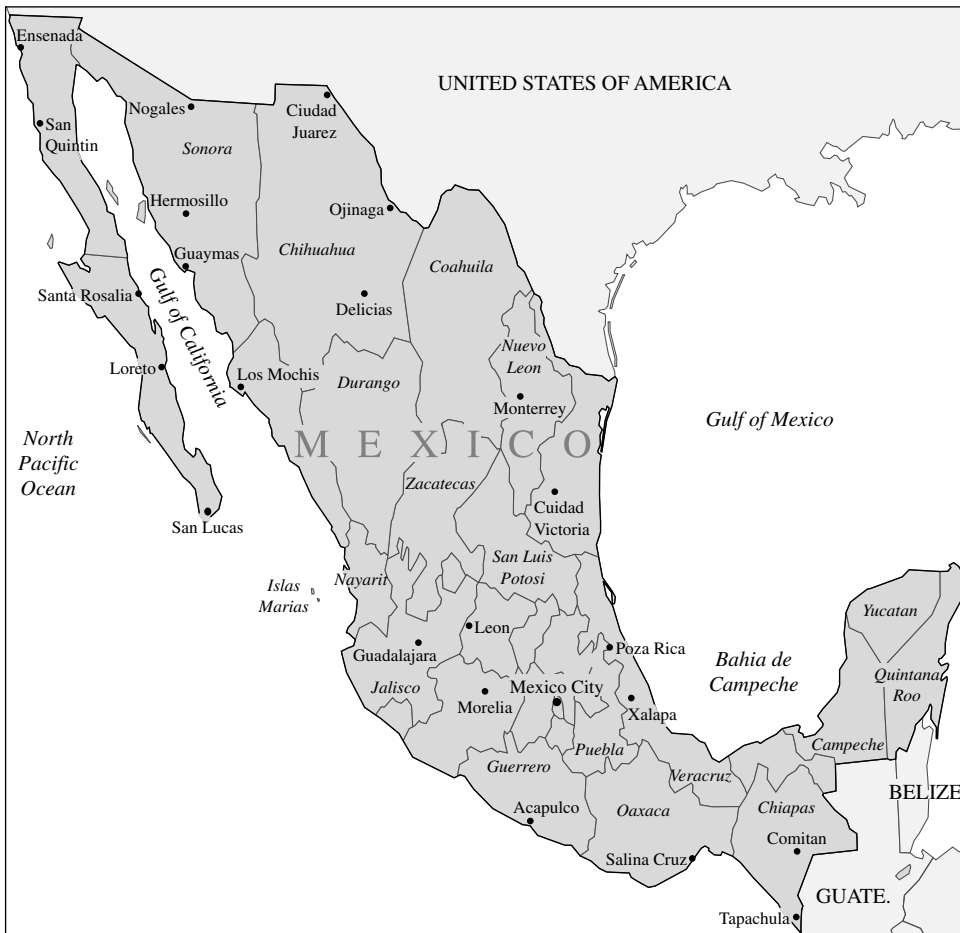 Ensenada
UNITED STATES OF AMERICA
Nogales
Ciudad
Juarez
San
Quintin
Sonora
Hermosillo
Ojinaga
Guaymas
Chihuahua
Coahuila
Gulf of California
Santa Rosalia
Delicias
Nuevo
Leon
Loreto
Los Mochis
Durango
Monterrey
Gulf of Mexico
North
Pacific
Ocean
MEXICO
Zacatecas
San Lucas
Cuidad
Victoria
San Luis
Potosi
Nayarit
Islas
Marias
Yucatan
Leon
Guadalajara
Poza Rica
Bahia de
Campeche
Quintana
Roo
Jalisco
Morelia
Mexico City
Xalapa
Campeche
Puebla
Guerrero
Veracruz
BELIZE
Acapulco
Oaxaca
Chiapas
Comitan
Salina Cruz
GUATE.
Tapachula